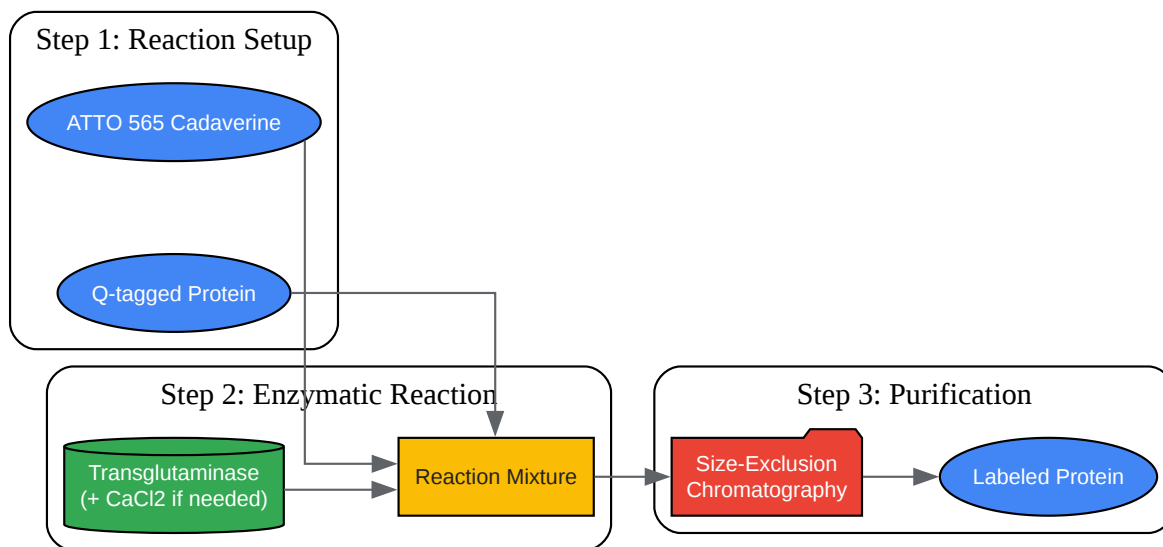 Step 1: Reaction Setup
ATTO 565 Cadaverine
Q-tagged Protein
Step 2: Enzymatic Reaction
Transglutaminase
(+ CaCl2 if needed)
Reaction Mixture
Step 3: Purification
Size-Exclusion
Chromatography
Labeled Protein